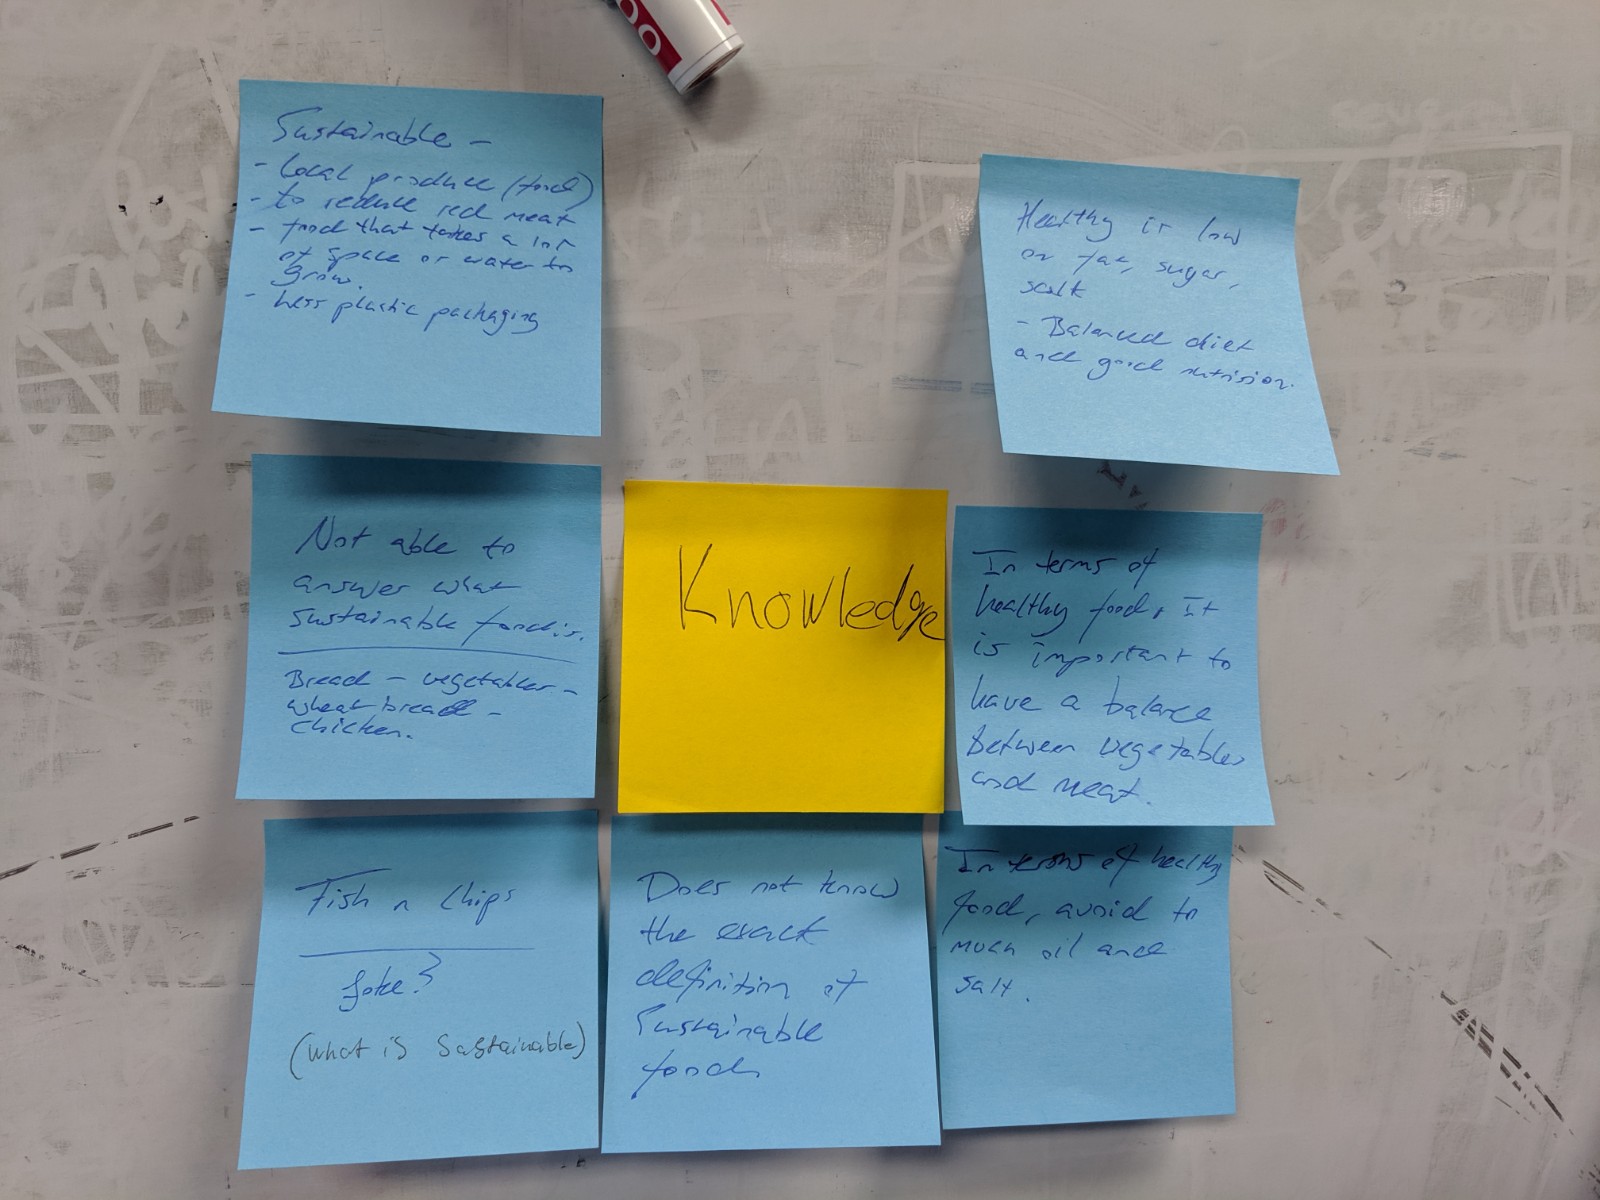 Sustainable -
- local produce (food)
- to reduce red meat
- food that takes a lot
of space or water to
grow.
- Less plastic packaging
Healthy is low
on fat, sugar,
salt
- Balanced diet
and good nutrision.
Not able to
answer what
sustainable food is.
Bread - vegetables -
wheat bread -
chicken.
Knowledge
In terms of
healthy food, It
is important to
have a balance
between vegetables
and meat.
Fish n chips
joke?
(what is sastainable)
Does not know
the exact
definition of
Sustainable
food
In terms of healthy
food, avoid to
much oil and
salt.